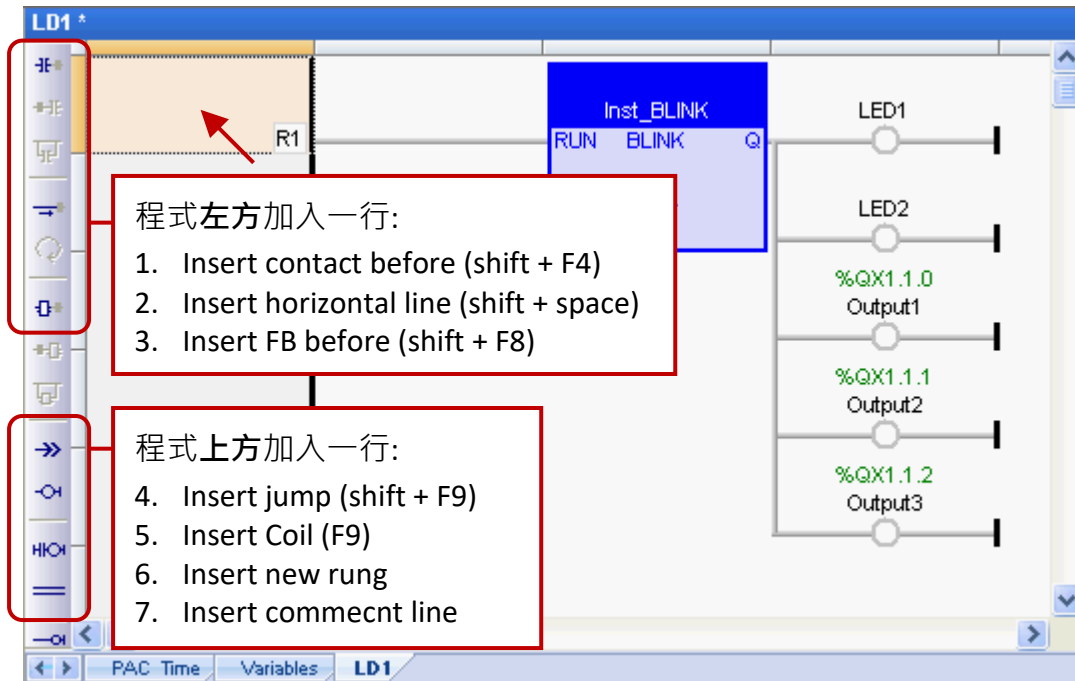 LD1 *
R1
Inst_BLINK
RUN BLINK Q
LED1
LED2
%QX1.1.0
Output1
%QX1.1.1
Output2
%QX1.1.2
Output3
程式左方加入一行:
1. Insert contact before (shift + F4)
2. Insert horizontal line (shift + space)
3. Insert FB before (shift + F8)
程式上方加入一行:
4. Insert jump (shift + F9)
5. Insert Coil (F9)
6. Insert new rung
7. Insert commecnt line
PAC Time Variables LD1